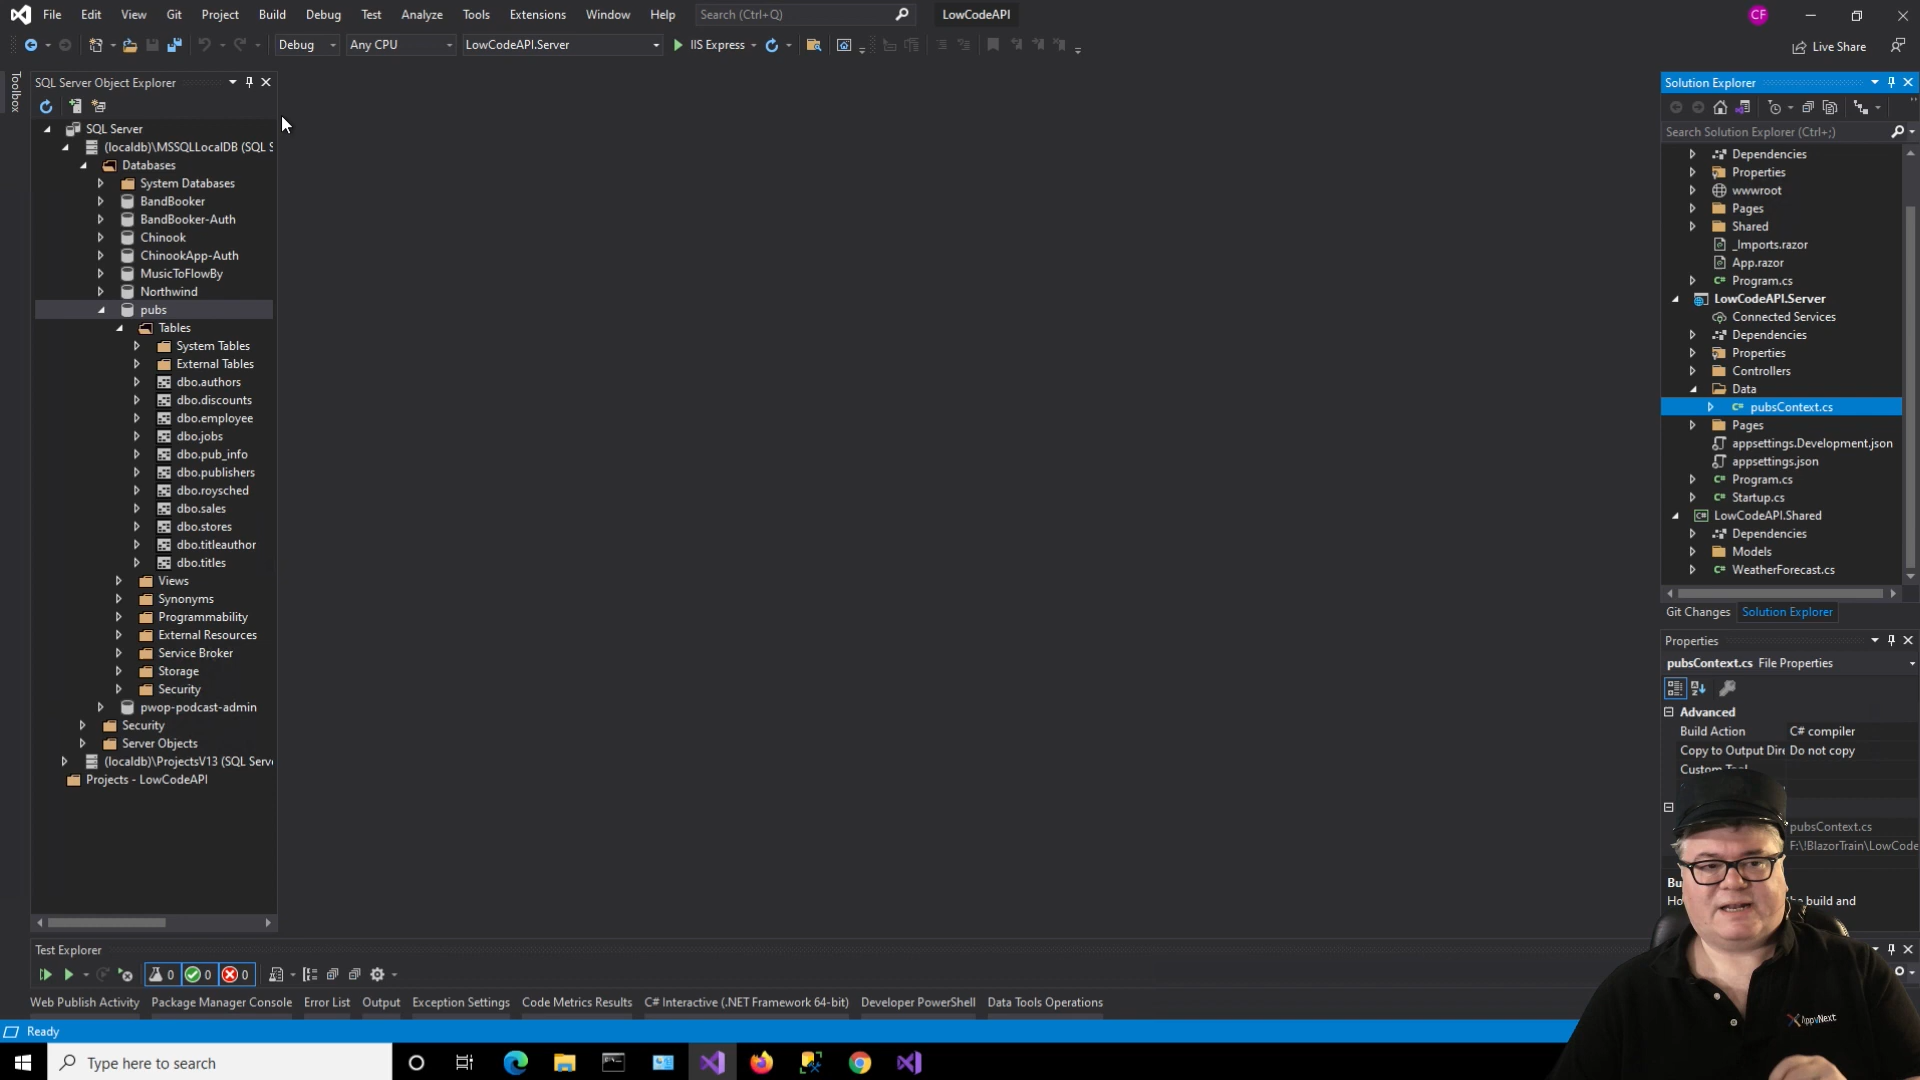 File Edit View Git Project Build Debug Test Analyze Tools Extensions Window Help Search (Ctrl+Q) LowCodeAPI CF
Debug Any CPU LowCodeAPI.Server IIS Express Live Share
Toolbox
SQL Server Object Explorer
SQL Server
(localdb)\MSSQLLocalDB (SQL S
Databases
System Databases
BandBooker
BandBooker-Auth
Chinook
ChinookApp-Auth
MusicToFlowBy
Northwind
pubs
Tables
System Tables
External Tables
dbo.authors
dbo.discounts
dbo.employee
dbo.jobs
dbo.pub_info
dbo.publishers
dbo.roysched
dbo.sales
dbo.stores
dbo.titleauthor
dbo.titles
Views
Synonyms
Programmability
External Resources
Service Broker
Storage
Security
pwop-podcast-admin
Security
Server Objects
(localdb)\ProjectsV13 (SQL Serv
Projects - LowCodeAPI
Solution Explorer
Search Solution Explorer (Ctrl+;)
Dependencies
Properties
wwwroot
Pages
Shared
_Imports.razor
App.razor
Program.cs
LowCodeAPI.Server
Connected Services
Dependencies
Properties
Controllers
Data
pubsContext.cs
Pages
appsettings.Development.json
appsettings.json
Program.cs
Startup.cs
LowCodeAPI.Shared
Dependencies
Models
WeatherForecast.cs
Git Changes Solution Explorer
Properties
pubsContext.cs File Properties
Advanced
Build Action C# compiler
Copy to Output Dire Do not copy
Custom Tool
pubsContext.cs
F:\!BlazorTrain\LowCode
Bu
Ho e build and
AppvNext
Test Explorer
0 0 0
Web Publish Activity Package Manager Console Error List Output Exception Settings Code Metrics Results C# Interactive (.NET Framework 64-bit) Developer PowerShell Data Tools Operations
Ready
Type here to search